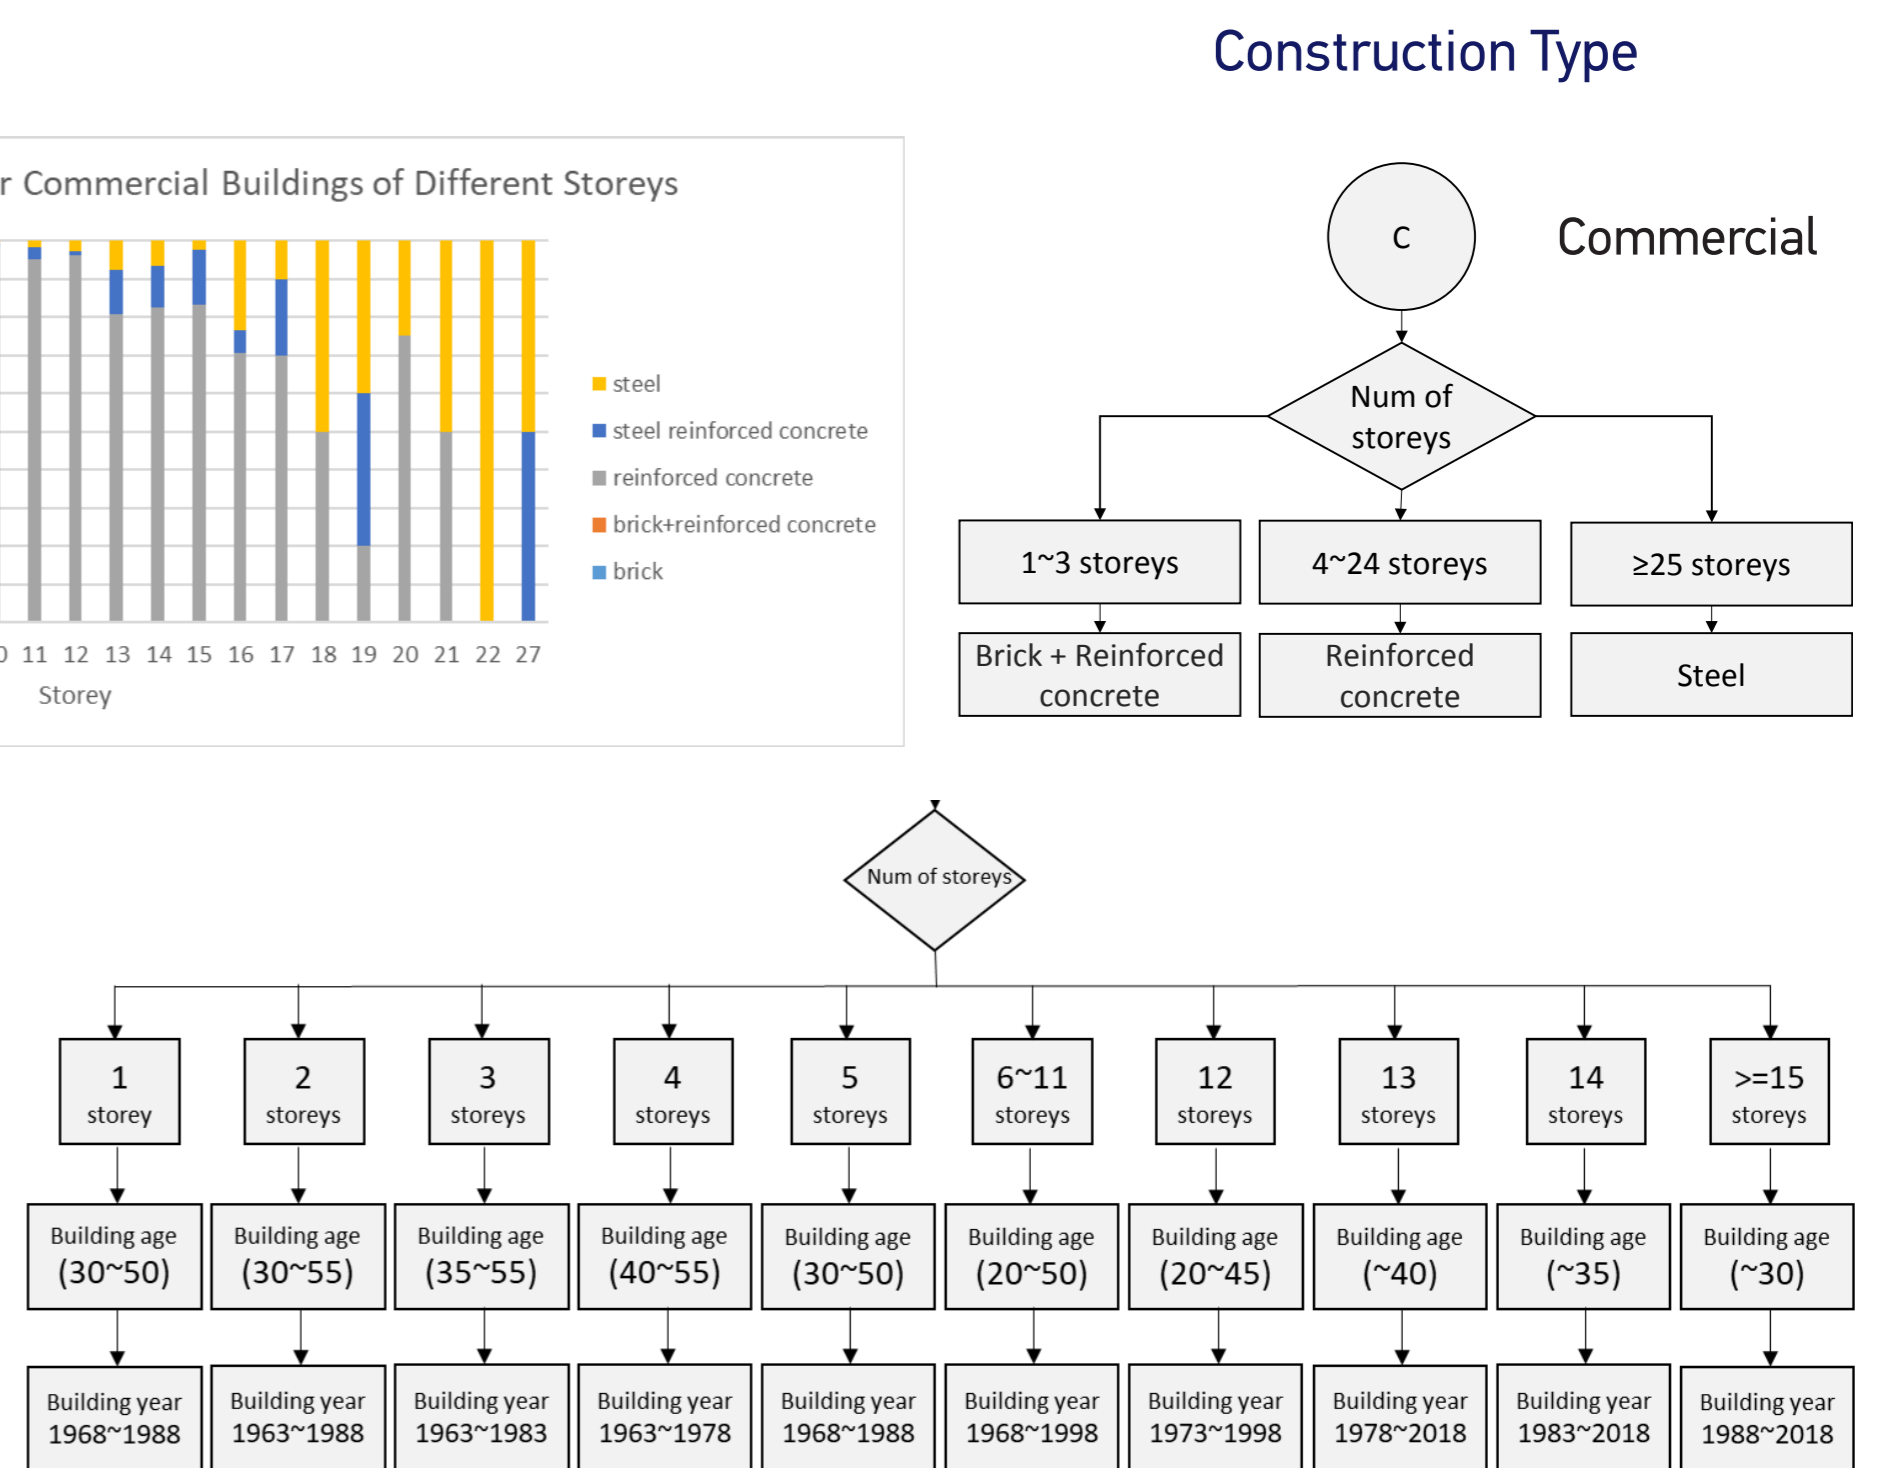 Construction Type
r Commercial Buildings of Different Storeys
steel
steel reinforced concrete
reinforced concrete
brick+reinforced concrete
brick
0 11 12 13 14 15 16 17 18 19 20 21 22 27
Storey
C
Commercial
Num of
storeys
1~3 storeys
4~24 storeys
≥25 storeys
Brick + Reinforced
concrete
Reinforced
concrete
Steel
Num of storeys
1
storey
2
storeys
3
storeys
4
storeys
5
storeys
6~11
storeys
12
storeys
13
storeys
14
storeys
>=15
storeys
Building age
(30~50)
Building age
(30~55)
Building age
(35~55)
Building age
(40~55)
Building age
(30~50)
Building age
(20~50)
Building age
(20~45)
Building age
(~40)
Building age
(~35)
Building age
(~30)
Building year
1968~1988
Building year
1963~1988
Building year
1963~1983
Building year
1963~1978
Building year
1968~1988
Building year
1968~1998
Building year
1973~1998
Building year
1978~2018
Building year
1983~2018
Building year
1988~2018